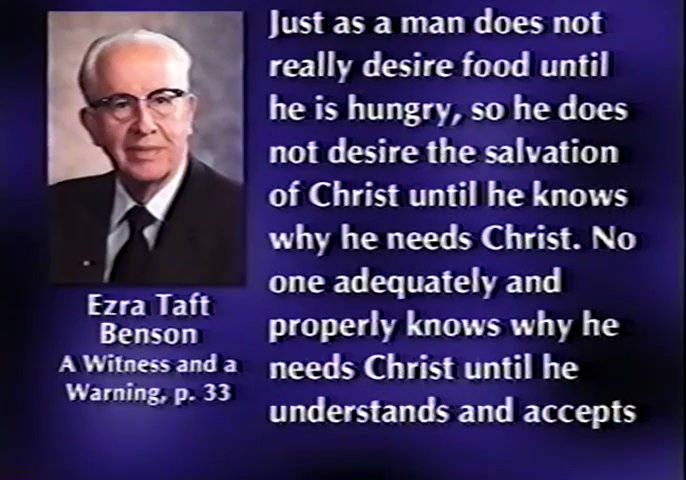 Just as a man does not
really desire food until
he is hungry, so he does
not desire the salvation
of Christ until he knows
why he needs Christ. No
one adequately and
properly knows why he
needs Christ until he
understands and accepts
Ezra Taft
Benson
A Witness and a
Warning, p. 33